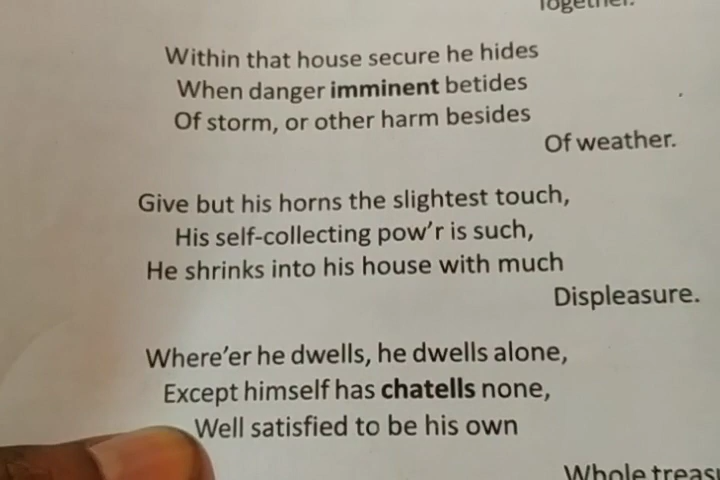 Together.
Within that house secure he hides
When danger imminent betides
Of storm, or other harm besides
Of weather.
Give but his horns the slightest touch,
His self-collecting pow'r is such,
He shrinks into his house with much
Displeasure.
Where'er he dwells, he dwells alone,
Except himself has chatells none,
Well satisfied to be his own
Whole treasu